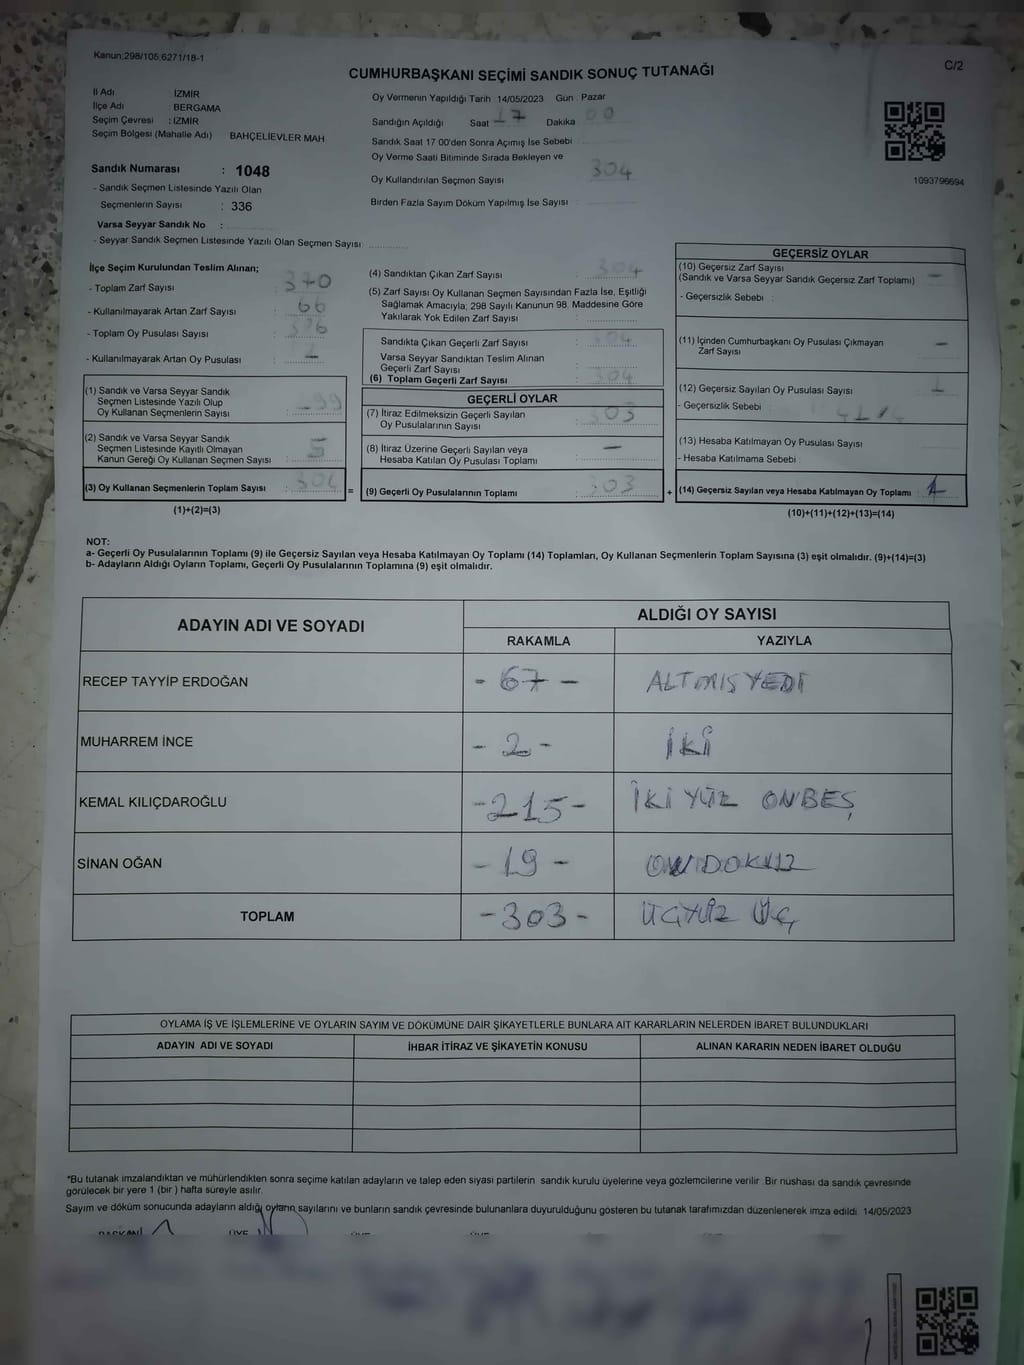 Kanun;298/105;6271/18-1
C/2
CUMHURBAŞKANI SEÇİMİ SANDIK SONUÇ TUTANAĞI
İl Adı İZMİR
İlçe Adı BERGAMA
Seçim Çevresi : İZMİR
Seçim Bölgesi (Mahalle Adı) BAHÇELİEVLER MAH
Oy Vermenin Yapıldığı Tarih 14/05/2023 Gün Pazar
Sandığın Açıldığı Saat 17 Dakika 00
Sandık Saat 17 00'den Sonra Açımış İse Sebebi
Oy Verme Saati Bitiminde Sırada Bekleyen ve
Oy Kullandırılan Seçmen Sayısı 304
Birden Fazla Sayım Döküm Yapılmış İse Sayısı
1093796694
Sandık Numarası : 1048
- Sandık Seçmen Listesinde Yazılı Olan
Seçmenlerin Sayısı : 336
Varsa Seyyar Sandık No :
- Seyyar Sandık Seçmen Listesinde Yazılı Olan Seçmen Sayısı
İlçe Seçim Kurulundan Teslim Alınan;
- Toplam Zarf Sayısı : 370
- Kullanılmayarak Artan Zarf Sayısı : 66
- Toplam Oy Pusulası Sayısı :
- Kullanılmayarak Artan Oy Pusulası :
(1) Sandık ve Varsa Seyyar Sandık
Seçmen Listesinde Yazılı Olup
Oy Kullanan Seçmenlerin Sayısı :
(2) Sandık ve Varsa Seyyar Sandık
Seçmen Listesinde Kayıtlı Olmayan
Kanun Gereği Oy Kullanan Seçmen Sayısı : 5
(3) Oy Kullanan Seçmenlerin Toplam Sayısı : 304 =
(1)+(2)=(3)
(4) Sandıktan Çıkan Zarf Sayısı : 304
(5) Zarf Sayısı Oy Kullanan Seçmen Sayısından Fazla İse, Eşitliği
Sağlamak Amacıyla; 298 Sayılı Kanunun 98. Maddesine Göre
Yakılarak Yok Edilen Zarf Sayısı :
Sandıkta Çıkan Geçerli Zarf Sayısı : 304
Varsa Seyyar Sandıktan Teslim Alınan
Geçerli Zarf Sayısı :
(6) Toplam Geçerli Zarf Sayısı : 304
GEÇERLİ OYLAR
(7) İtiraz Edilmeksizin Geçerli Sayılan
Oy Pusulalarının Sayısı : 303
(8) İtiraz Üzerine Geçerli Sayılan veya
Hesaba Katılan Oy Pusulası Toplamı : -
(9) Geçerli Oy Pusulalarının Toplamı : 303 +
GEÇERSİZ OYLAR
(10) Geçersiz Zarf Sayısı
(Sandık ve Varsa Seyyar Sandık Geçersiz Zarf Toplamı) : -
- Geçersizlik Sebebi :
(11) İçinden Cumhurbaşkanı Oy Pusulası Çıkmayan
Zarf Sayısı : -
(12) Geçersiz Sayılan Oy Pusulası Sayısı : 1
- Geçersizlik Sebebi :
(13) Hesaba Katılmayan Oy Pusulası Sayısı
- Hesaba Katılmama Sebebi
(14) Geçersiz Sayılan veya Hesaba Katılmayan Oy Toplamı : 1
(10)+(11)+(12)+(13)=(14)
NOT:
a- Geçerli Oy Pusulalarının Toplamı (9) ile Geçersiz Sayılan veya Hesaba Katılmayan Oy Toplamı (14) Toplamları, Oy Kullanan Seçmenlerin Toplam Sayısına (3) eşit olmalıdır. (9)+(14)=(3)
b- Adayların Aldığı Oyların Toplamı, Geçerli Oy Pusulalarının Toplamına (9) eşit olmalıdır.
ADAYIN ADI VE SOYADI ALDIĞI OY SAYISI
RAKAMLA YAZIYLA
RECEP TAYYİP ERDOĞAN - 67 - ALTMIŞ YEDİ
MUHARREM İNCE - 2 - İKİ
KEMAL KILIÇDAROĞLU - 215 - İKİ YÜZ ONBEŞ
SİNAN OĞAN - 19 - ONDOKUZ
TOPLAM - 303 - ÜÇYÜZ ÜÇ
OYLAMA İŞ VE İŞLEMLERİNE VE OYLARIN SAYIM VE DÖKÜMÜNE DAİR ŞİKAYETLERLE BUNLARA AİT KARARLARIN NELERDEN İBARET BULUNDUKLARI
ADAYIN ADI VE SOYADI İHBAR İTİRAZ VE ŞİKAYETİN KONUSU ALINAN KARARIN NEDEN İBARET OLDUĞU
*Bu tutanak imzalandıktan ve mühürlendikten sonra seçime katılan adayların ve talep eden siyasi partilerin sandık kurulu üyelerine veya gözlemcilerine verilir. Bir nüshası da sandık çevresinde
görülecek bir yere 1 (bir) hafta süreyle asılır.
Sayım ve döküm sonucunda adayların aldığı oyların sayılarını ve bunların sandık çevresinde bulunanlara duyurulduğunu gösteren bu tutanak tarafımızdan düzenlenerek imza edildi. 14/05/2023
BAŞKAN ÜYE ÜYE ÜYE